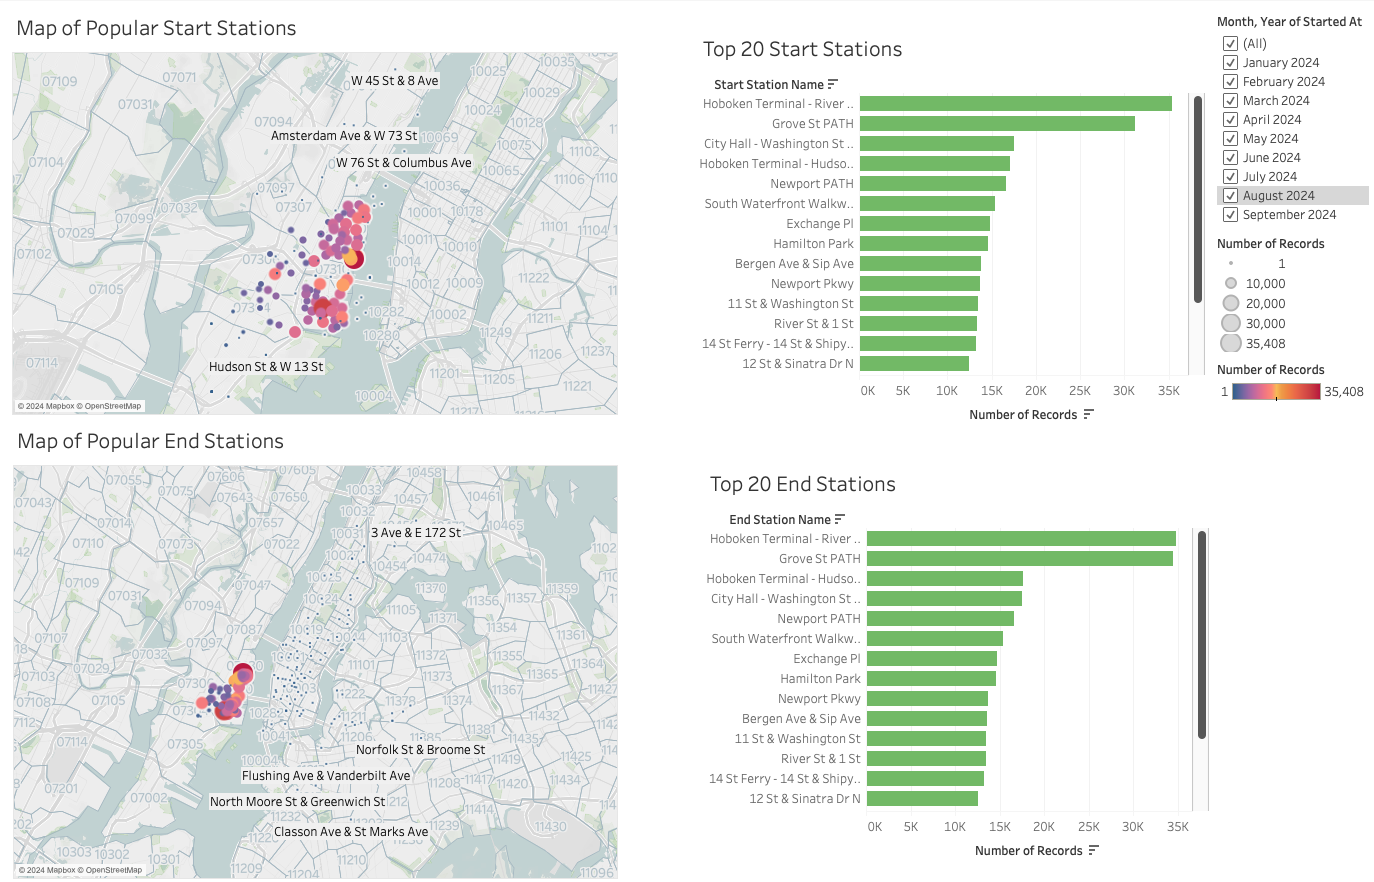 Map of Popular Start Stations
W 45 St & 8 Ave
Amsterdam Ave & W 73 St
W 76 St & Columbus Ave
Hudson St & W 13 St
07109
07071
07031
07094
07104
07097
07032
07099
07307
07029
07102
07105
07114
10025
10035
10029
10128
10069
11102
10065
10036
11106
11101
10001
10178
10011
10010
10014
10009
11222
10282
10280
11249
11211
11237
11206
11205
11221
10004
11217
11216
© 2024 Mapbox © OpenStreetMap
Top 20 Start Stations
Start Station Name
Hoboken Terminal - River ..
Grove St PATH
City Hall - Washington St ..
Hoboken Terminal - Hudso..
Newport PATH
South Waterfront Walkw..
Exchange Pl
Hamilton Park
Bergen Ave & Sip Ave
Newport Pkwy
11 St & Washington St
River St & 1 St
14 St Ferry - 14 St & Shipy..
12 St & Sinatra Dr N
0K 5K 10K 15K 20K 25K 30K 35K
Number of Records
Month, Year of Started At
(All)
January 2024
February 2024
March 2024
April 2024
May 2024
June 2024
July 2024
August 2024
September 2024
Number of Records
1
10,000
20,000
30,000
35,408
Number of Records
1 35,408
Map of Popular End Stations
3 Ave & E 172 St
Norfolk St & Broome St
Flushing Ave & Vanderbilt Ave
North Moore St & Greenwich St
Classon Ave & St Marks Ave
07055
07606
07605
07075
07643
07650
07043
07014
07657
07022
07110
07109
07047
07031
07094
07107
07087
07029
07105
07112
07114
07305
07201
07002
10303
10302
10301
10033
10458
10457
10461
10465
10031
10027
10454
10474
10025
11370
11105
11356
11357
11359
11371
11354
11361
11103
11372
11355
11364
11101
11373
11365
11367
11378
11374
11427
11211
11206
11385
11432
11419
11435
11425
11208
11417
11434
11420
11414
11239
11430
11210
11209
11234
11096
10004
© 2024 Mapbox © OpenStreetMap
Top 20 End Stations
End Station Name
Hoboken Terminal - River ..
Grove St PATH
Hoboken Terminal - Hudso..
City Hall - Washington St ..
Newport PATH
South Waterfront Walkw..
Exchange Pl
Hamilton Park
Newport Pkwy
Bergen Ave & Sip Ave
11 St & Washington St
River St & 1 St
14 St Ferry - 14 St & Shipy..
12 St & Sinatra Dr N
0K 5K 10K 15K 20K 25K 30K 35K
Number of Records